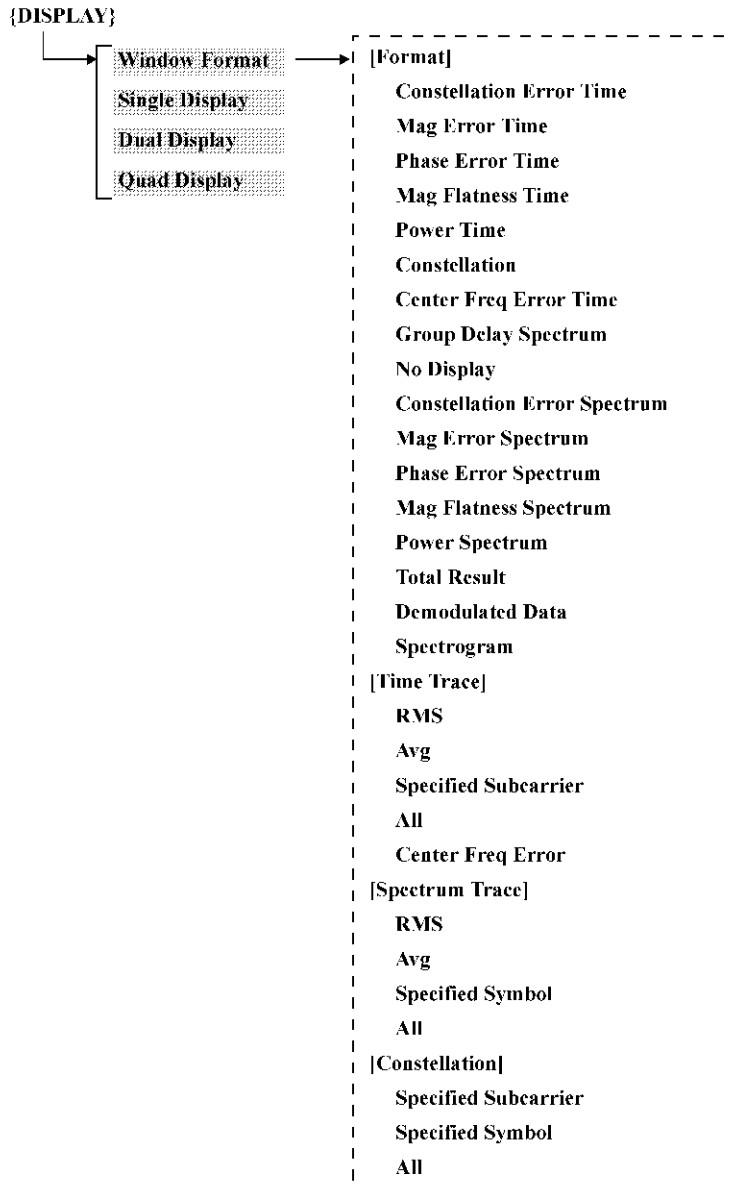 {DISPLAY}
Window Format
Single Display
Dual Display
Quad Display
[Format]
Constellation Error Time
Mag Error Time
Phase Error Time
Mag Flatness Time
Power Time
Constellation
Center Freq Error Time
Group Delay Spectrum
No Display
Constellation Error Spectrum
Mag Error Spectrum
Phase Error Spectrum
Mag Flatness Spectrum
Power Spectrum
Total Result
Demodulated Data
Spectrogram
[Time Trace]
RMS
Avg
Specified Subcarrier
All
Center Freq Error
[Spectrum Trace]
RMS
Avg
Specified Symbol
All
[Constellation]
Specified Subcarrier
Specified Symbol
All